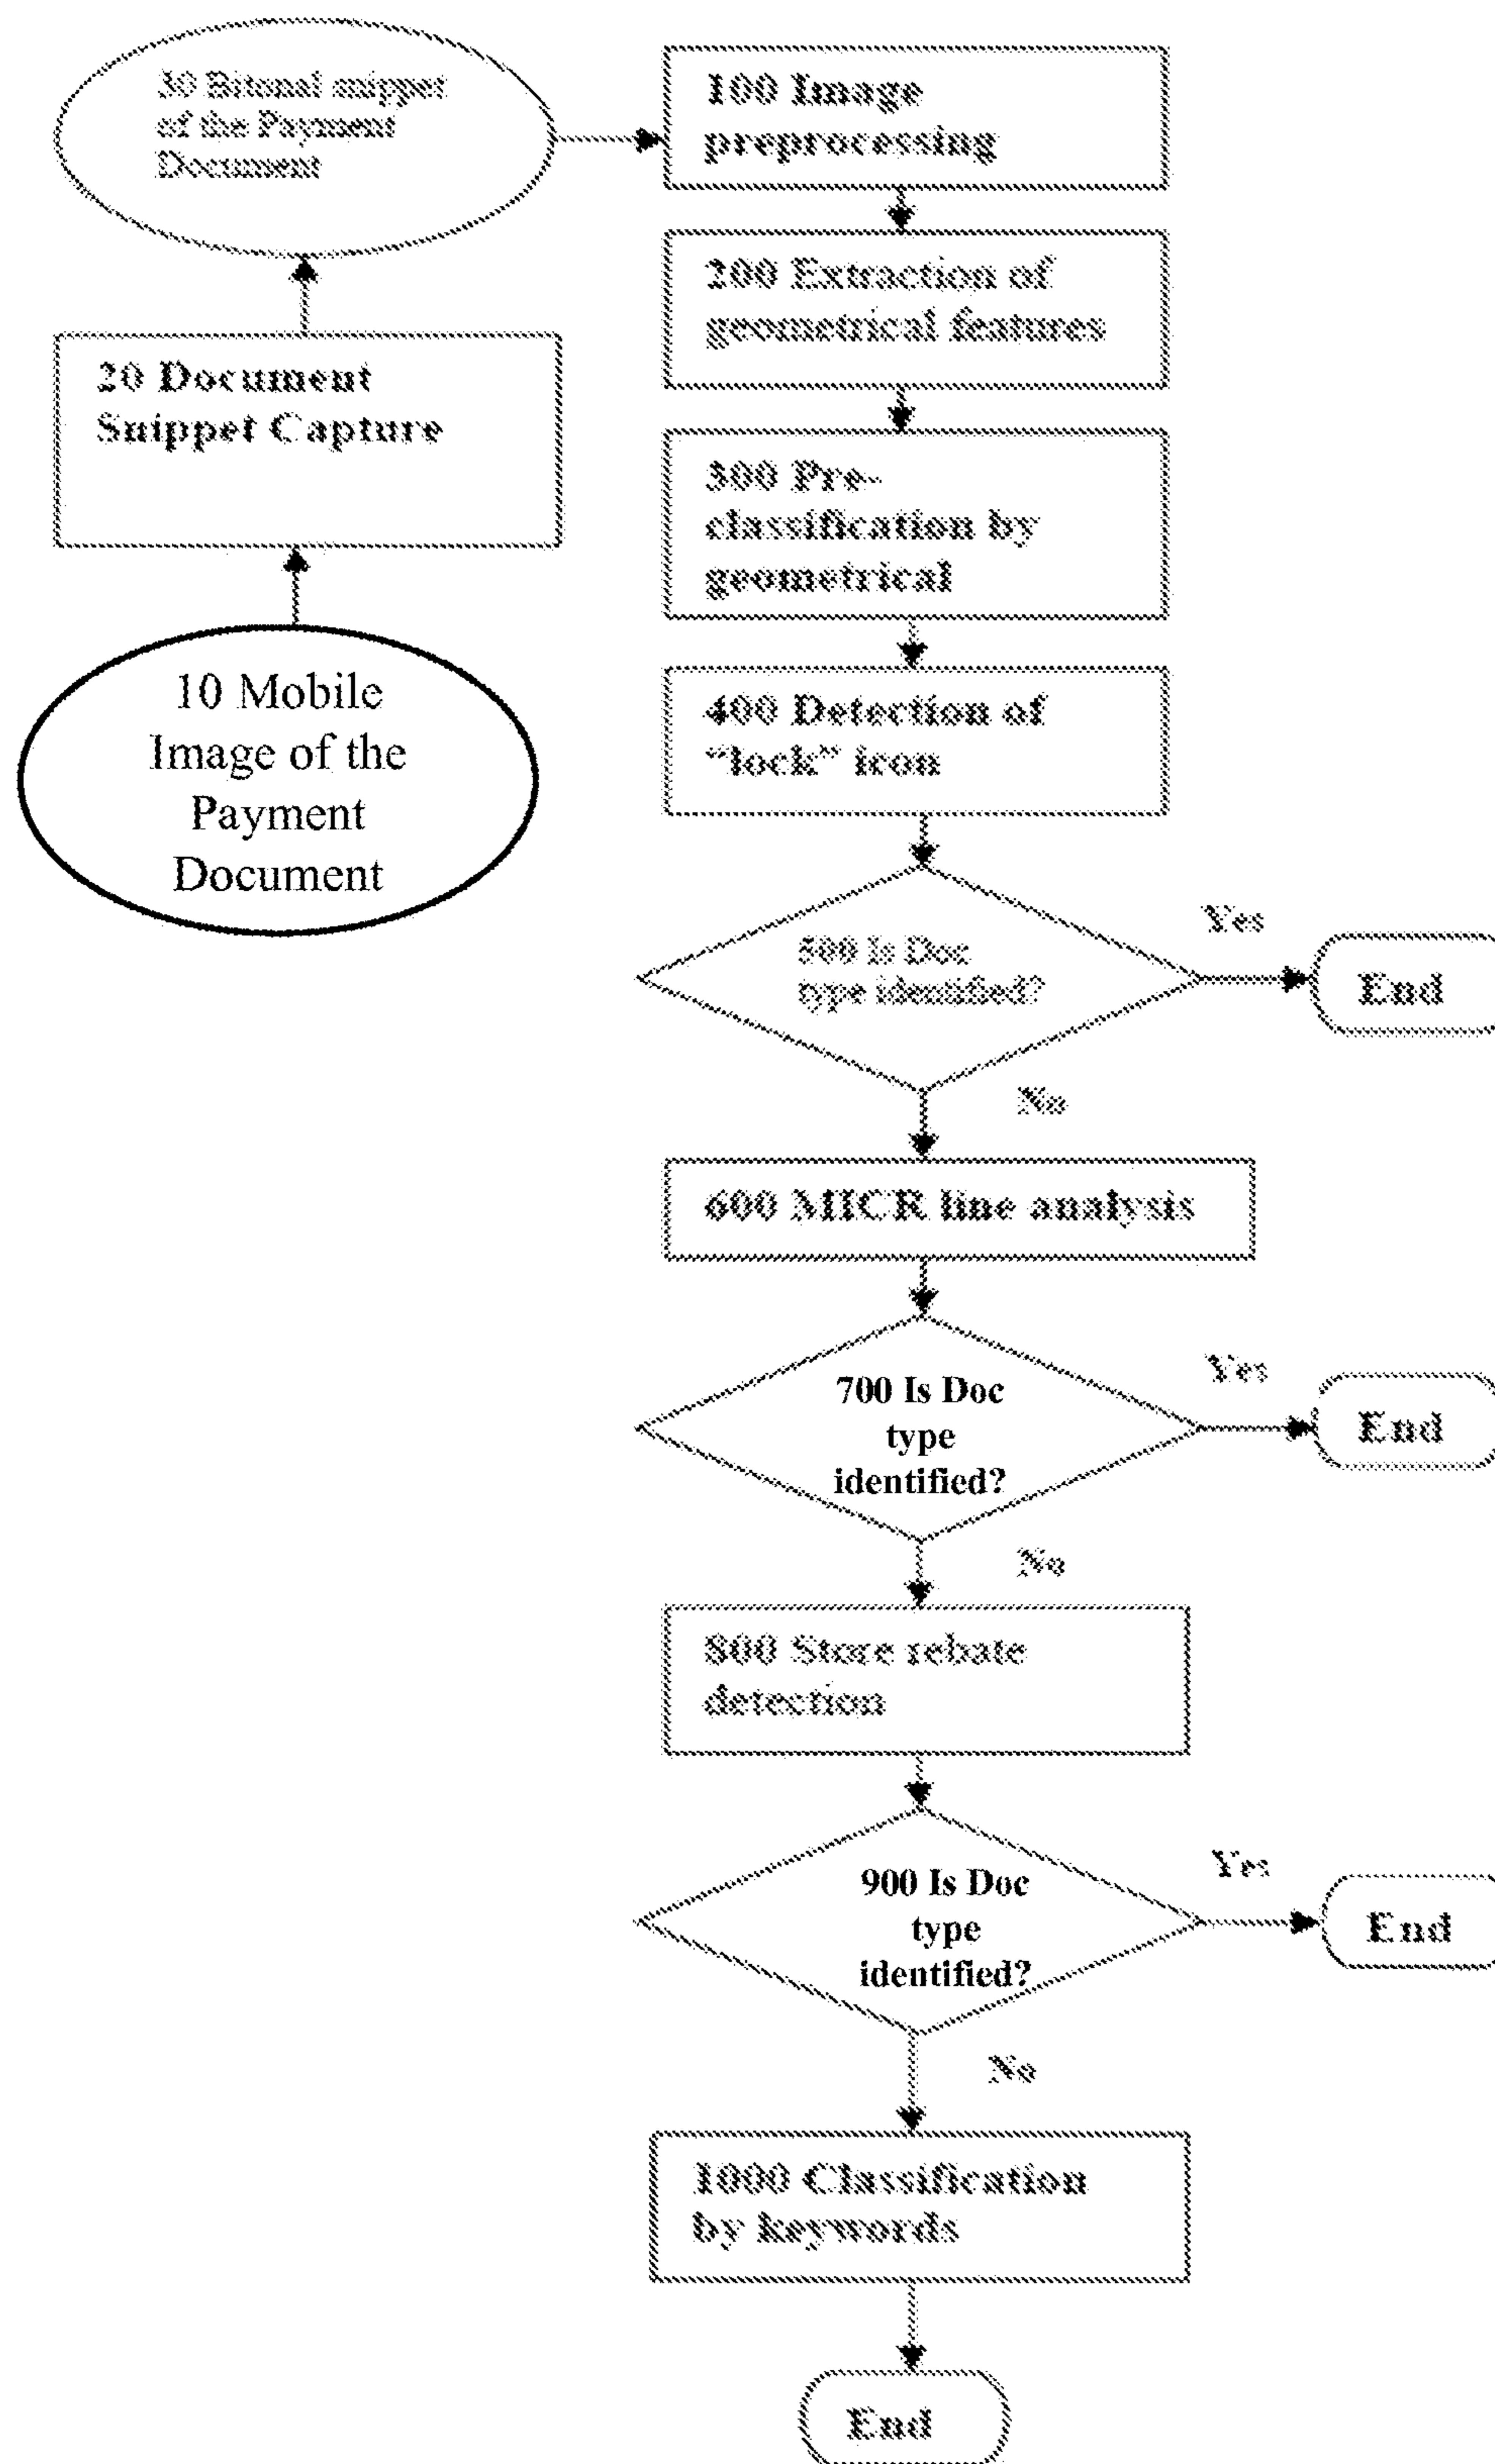 30 Bitonal snippet
of the Payment
Document
20 Document
Snippet Capture
10 Mobile
Image of the
Payment
Document
100 Image
preprocessing
200 Extraction of
geometrical features
300 Pre-
classification by
geometrical
400 Detection of
“lock” icon
500 Is Doc
type identified?
Yes
End
No
600 MICR line analysis
700 Is Doc
type
identified?
Yes
End
No
800 Store rebate
detection
900 Is Doc
type
identified?
Yes
End
No
1000 Classification
by keywords
End